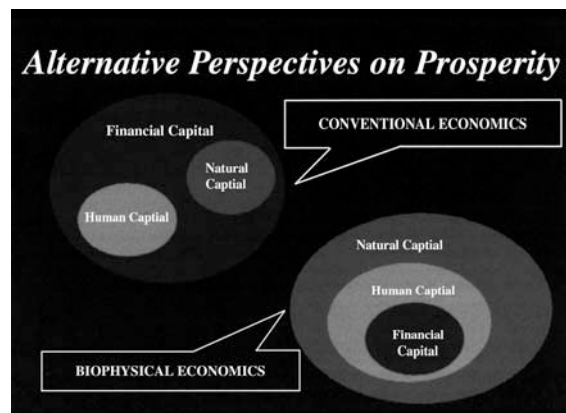 Alternative Perspectives on Prosperity
Financial Capital
CONVENTIONAL ECONOMICS
Natural
Captial
Human Captial
Natural Captial
Human Captial
Financial
Capital
BIOPHYSICAL ECONOMICS